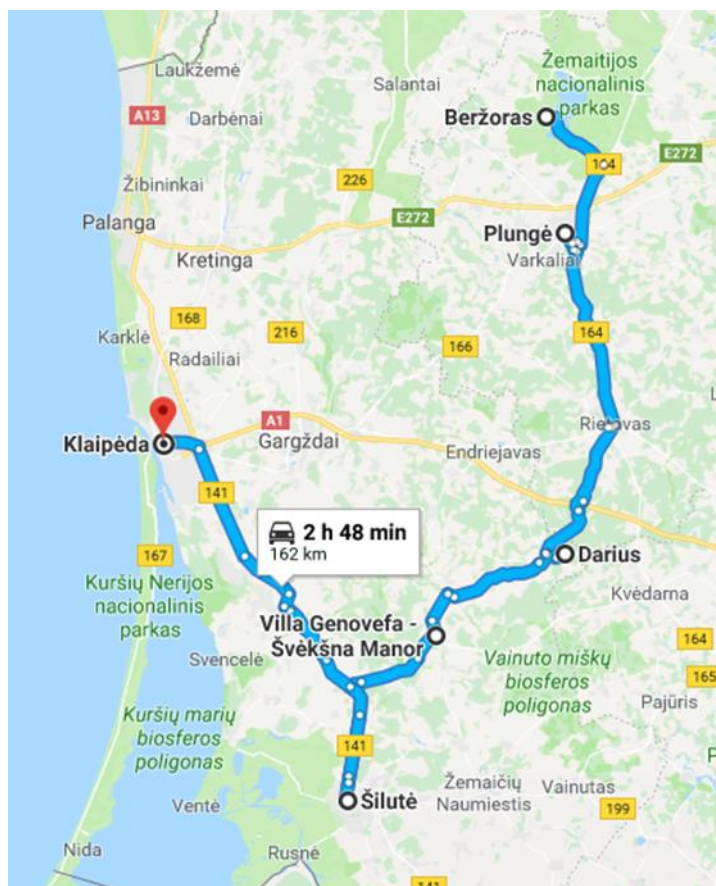 Laukžemė
Salantai
Žemaitijos
nacionalinis
parkas
A13
Darbėnai
Beržoras
164
E272
Žibininkai
226
Palanga
E272
Plungė
Varkaliai
Kretinga
168
216
164
Karklė
166
Radailiai
A1
Rietavas
Klaipėda
Gargždai
Endriejavas
141
2 h 48 min
162 km
167
Darius
Kuršių Nerijos
nacionalinis
parkas
Kvėdarna
Villa Genovefa -
Švėkšna Manor
164
Svencelė
Vainuto miškų
biosferos
poligonas
165
Pajūris
Kuršių marių
biosferos
poligonas
141
Žemaičių
Naumiestis
Vainutas
Ventė
Šilutė
199
Nida
Rusnė